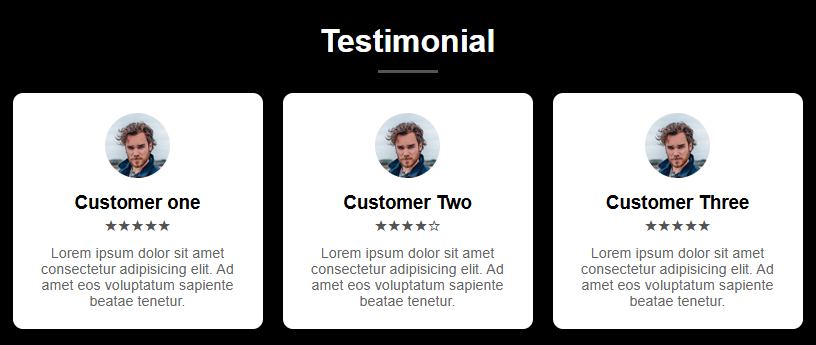 Testimonial
Customer one
★★★★★
Lorem ipsum dolor sit amet
consectetur adipisicing elit. Ad
amet eos voluptatum sapiente
beatae tenetur.
Customer Two
★★★★☆
Lorem ipsum dolor sit amet
consectetur adipisicing elit. Ad
amet eos voluptatum sapiente
beatae tenetur.
Customer Three
★★★★★
Lorem ipsum dolor sit amet
consectetur adipisicing elit. Ad
amet eos voluptatum sapiente
beatae tenetur.